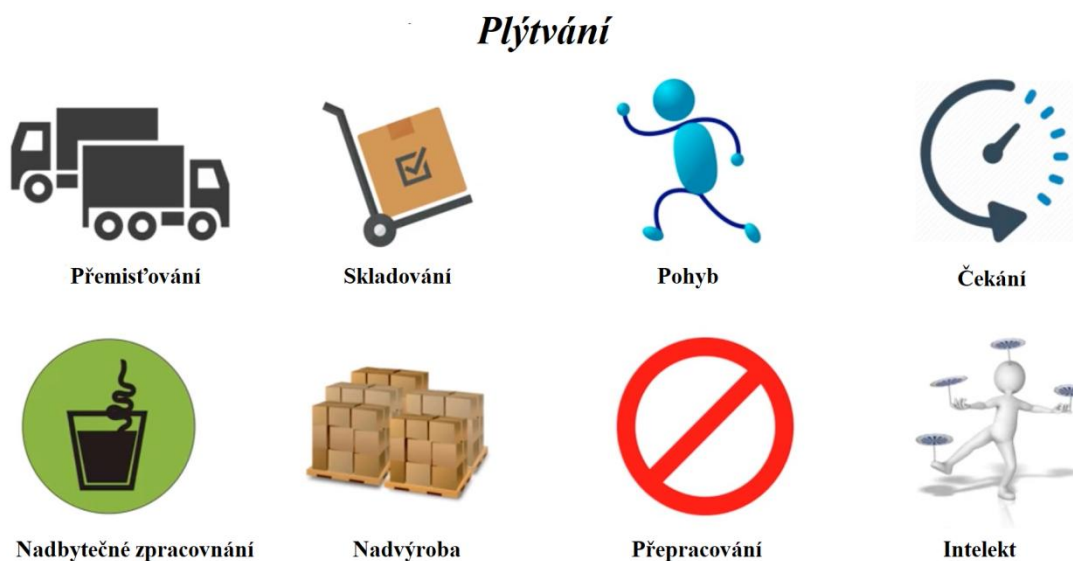 Plýtvání
Přemisťování
Skladování
Pohyb
Čekání
Nadbytečné zpracovnání
Nadvýroba
Přepracování
Intelekt